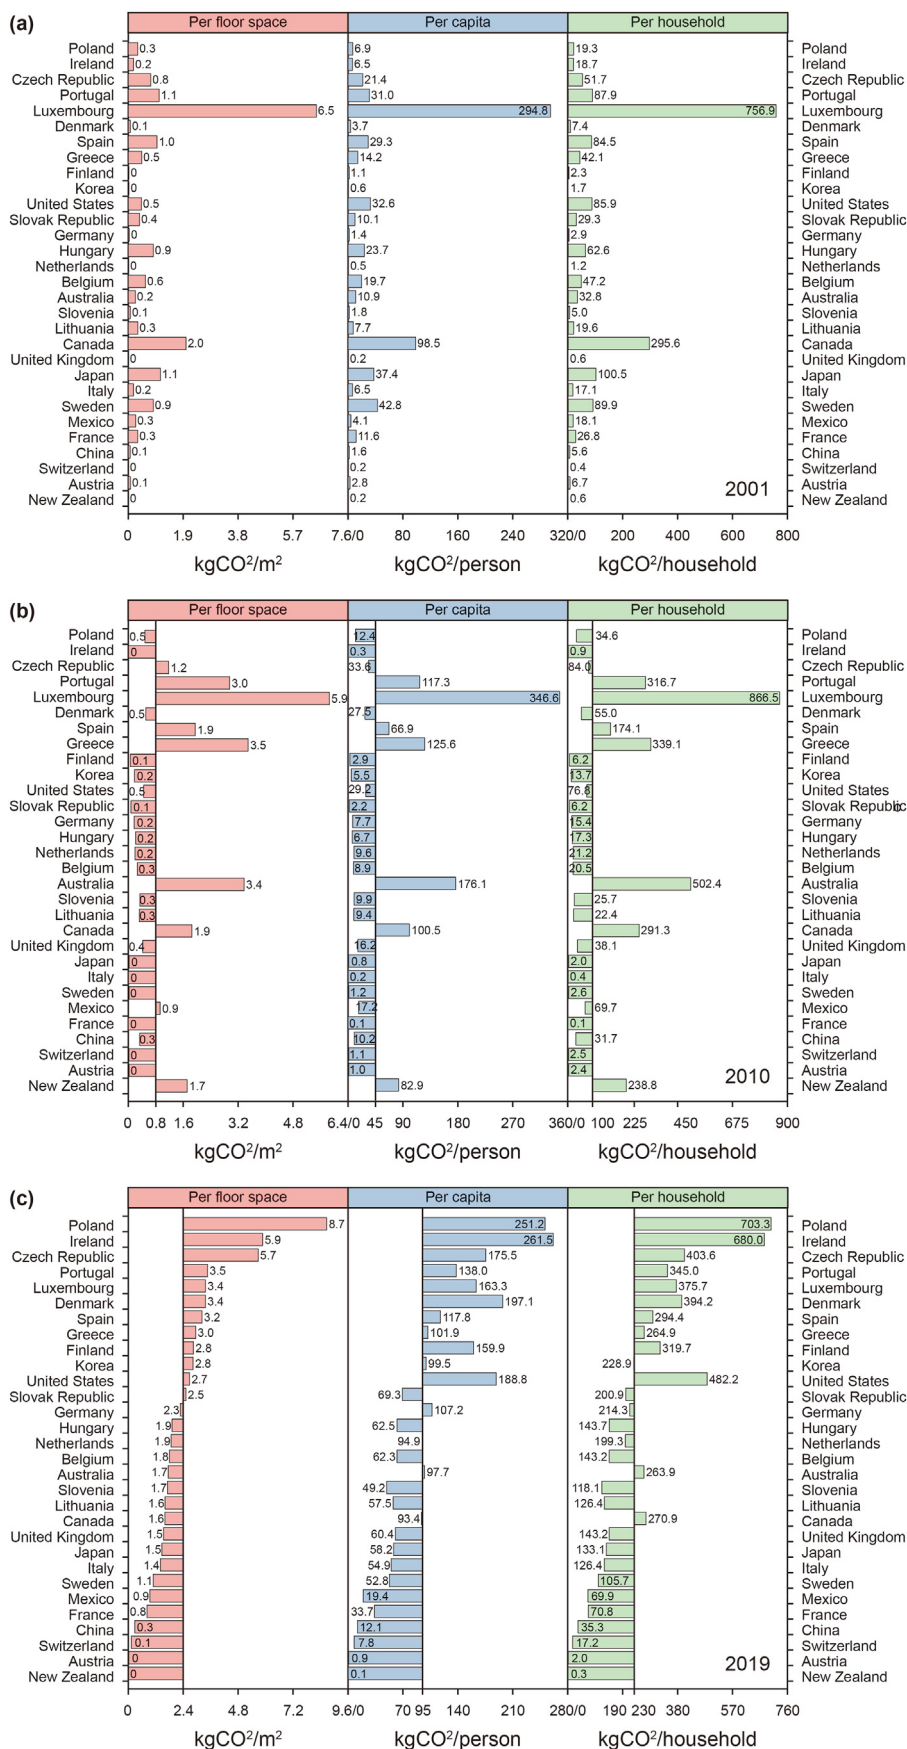 (a)
Per floor space Per capita Per household
Poland 0.3 6.9 19.3 Poland
Ireland 0.2 6.5 18.7 Ireland
Czech Republic 0.8 21.4 51.7 Czech Republic
Portugal 1.1 31.0 87.9 Portugal
Luxembourg 6.5 294.8 756.9 Luxembourg
Denmark 0.1 3.7 7.4 Denmark
Spain 1.0 29.3 84.5 Spain
Greece 0.5 14.2 42.1 Greece
Finland 0 1.1 2.3 Finland
Korea 0 0.6 1.7 Korea
United States 0.5 32.6 85.9 United States
Slovak Republic 0.4 10.1 29.3 Slovak Republic
Germany 0 1.4 2.9 Germany
Hungary 0.9 23.7 62.6 Hungary
Netherlands 0 0.5 1.2 Netherlands
Belgium 0.6 19.7 47.2 Belgium
Australia 0.2 10.9 32.8 Australia
Slovenia 0.1 1.8 5.0 Slovenia
Lithuania 0.3 7.7 19.6 Lithuania
Canada 2.0 98.5 295.6 Canada
United Kingdom 0 0.2 0.6 United Kingdom
Japan 1.1 37.4 100.5 Japan
Italy 0.2 6.5 17.1 Italy
Sweden 0.9 42.8 89.9 Sweden
Mexico 0.3 4.1 18.1 Mexico
France 0.3 11.6 26.8 France
China 0.1 1.6 5.6 China
Switzerland 0 0.2 0.4 Switzerland
Austria 0.1 2.8 6.7 Austria
New Zealand 0 0.2 0.6 New Zealand
2001
0 1.9 3.8 5.7 7.6/0 80 160 240 320/0 200 400 600 800
kgCO²/m² kgCO²/person kgCO²/household
(b)
Per floor space Per capita Per household
Poland 0.5 12.4 34.6 Poland
Ireland 0 0.3 0.9 Ireland
Czech Republic 1.2 33.6 84.0 Czech Republic
Portugal 3.0 117.3 316.7 Portugal
Luxembourg 5.9 346.6 866.5 Luxembourg
Denmark 0.5 27.5 55.0 Denmark
Spain 1.9 66.9 174.1 Spain
Greece 3.5 125.6 339.1 Greece
Finland 0.1 2.9 6.2 Finland
Korea 0.2 5.5 13.7 Korea
United States 0.5 29.2 76.8 United States
Slovak Republic 0.1 2.2 6.2 Slovak Republic
Germany 0.2 7.7 15.4 Germany
Hungary 0.2 6.7 17.3 Hungary
Netherlands 0.2 9.6 21.2 Netherlands
Belgium 0.3 8.9 20.5 Belgium
Australia 3.4 176.1 502.4 Australia
Slovenia 0.3 9.9 25.7 Slovenia
Lithuania 0.3 9.4 22.4 Lithuania
Canada 1.9 100.5 291.3 Canada
United Kingdom 0.4 16.2 38.1 United Kingdom
Japan 0 0.8 2.0 Japan
Italy 0 0.2 0.4 Italy
Sweden 0 1.2 2.6 Sweden
Mexico 0.9 17.2 69.7 Mexico
France 0 0.1 0.1 France
China 0.3 10.2 31.7 China
Switzerland 0 1.1 2.5 Switzerland
Austria 0 1.0 2.4 Austria
New Zealand 1.7 82.9 238.8 New Zealand
2010
0 0.8 1.6 3.2 4.8 6.4/0 45 90 180 270 360/0 100 225 450 675 900
kgCO²/m² kgCO²/person kgCO²/household
(c)
Per floor space Per capita Per household
Poland 8.7 251.2 703.3 Poland
Ireland 5.9 261.5 680.0 Ireland
Czech Republic 5.7 175.5 403.6 Czech Republic
Portugal 3.5 138.0 345.0 Portugal
Luxembourg 3.4 163.3 375.7 Luxembourg
Denmark 3.4 197.1 394.2 Denmark
Spain 3.2 117.8 294.4 Spain
Greece 3.0 101.9 264.9 Greece
Finland 2.8 159.9 319.7 Finland
Korea 2.8 99.5 228.9 Korea
United States 2.7 188.8 482.2 United States
Slovak Republic 2.5 69.3 200.9 Slovak Republic
Germany 2.3 107.2 214.3 Germany
Hungary 1.9 62.5 143.7 Hungary
Netherlands 1.9 94.9 199.3 Netherlands
Belgium 1.8 62.3 143.2 Belgium
Australia 1.7 97.7 263.9 Australia
Slovenia 1.7 49.2 118.1 Slovenia
Lithuania 1.6 57.5 126.4 Lithuania
Canada 1.6 93.4 270.9 Canada
United Kingdom 1.5 60.4 143.2 United Kingdom
Japan 1.5 58.2 133.1 Japan
Italy 1.4 54.9 126.4 Italy
Sweden 1.1 52.8 105.7 Sweden
Mexico 0.9 19.4 69.9 Mexico
France 0.8 33.7 70.8 France
China 0.3 12.1 35.3 China
Switzerland 0.1 7.8 17.2 Switzerland
Austria 0 0.9 2.0 Austria
New Zealand 0 0.1 0.3 New Zealand
2019
0 2.4 4.8 7.2 9.6/0 70 95 140 210 280/0 190 230 380 570 760
kgCO²/m² kgCO²/person kgCO²/household